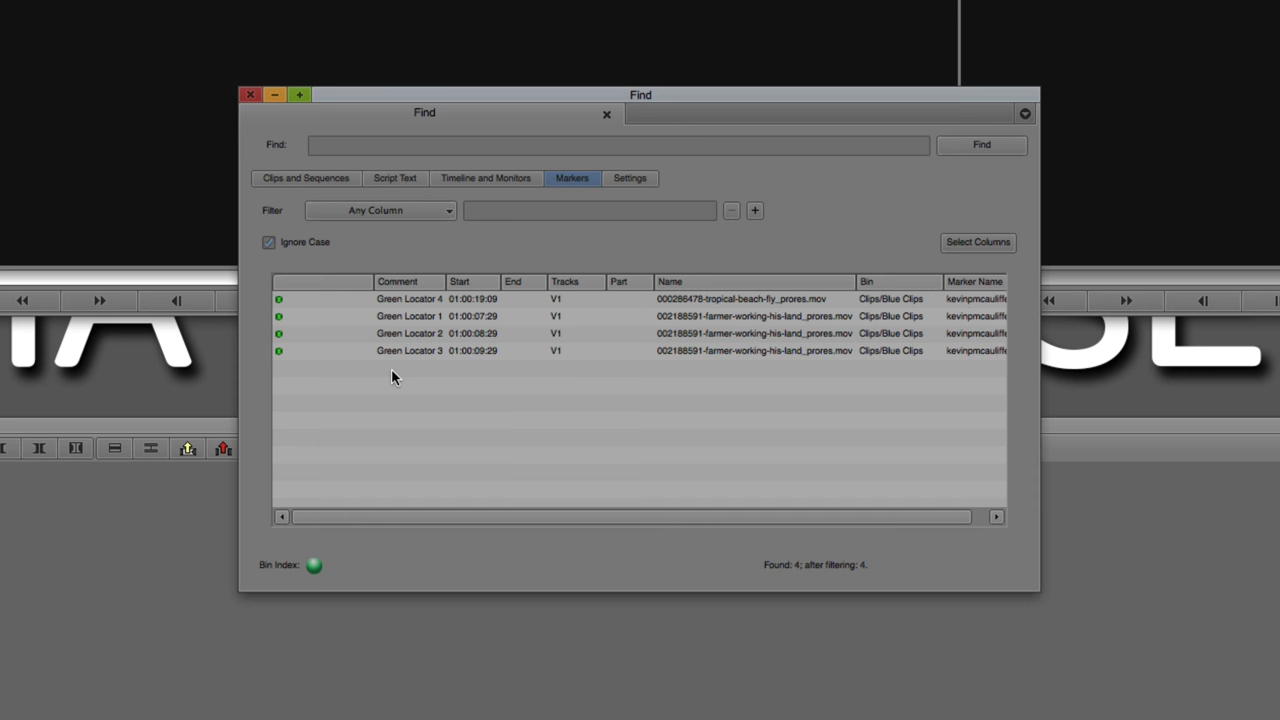 Find
Find
Find:
Find
Clips and Sequences Script Text Timeline and Monitors Markers Settings
Filter Any Column
Ignore Case
Select Columns
Comment Start End Tracks Part Name Bin Marker Name
Green Locator 4 01:00:19:09 V1 000286478-tropical-beach-fly_prores.mov Clips/Blue Clips kevinpmcauliffe
Green Locator 1 01:00:07:29 V1 002188591-farmer-working-his-land_prores.mov Clips/Blue Clips kevinpmcauliffe
Green Locator 2 01:00:08:29 V1 002188591-farmer-working-his-land_prores.mov Clips/Blue Clips kevinpmcauliffe
Green Locator 3 01:00:09:29 V1 002188591-farmer-working-his-land_prores.mov Clips/Blue Clips kevinpmcauliffe
Bin Index:
Found: 4; after filtering: 4.